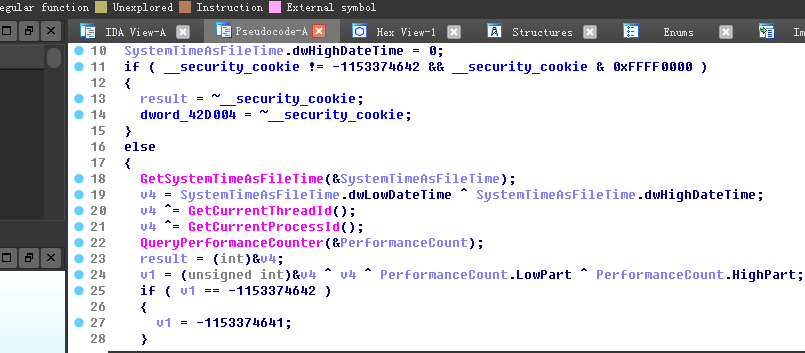 egular function Unexplored Instruction External symbol
IDA View-A Pseudocode-A Hex View-1 A Structures Enums Im
10 SystemTimeAsFileTime.dwHighDateTime = 0;
11 if ( __security_cookie != -1153374642 && __security_cookie & 0xFFFF0000 )
12 {
13 result = ~__security_cookie;
14 dword_42D004 = ~__security_cookie;
15 }
16 else
17 {
18 GetSystemTimeAsFileTime(&SystemTimeAsFileTime);
19 v4 = SystemTimeAsFileTime.dwLowDateTime ^ SystemTimeAsFileTime.dwHighDateTime;
20 v4 ^= GetCurrentThreadId();
21 v4 ^= GetCurrentProcessId();
22 QueryPerformanceCounter(&PerformanceCount);
23 result = (int)&v4;
24 v1 = (unsigned int)&v4 ^ v4 ^ PerformanceCount.LowPart ^ PerformanceCount.HighPart;
25 if ( v1 == -1153374642 )
26 {
27 v1 = -1153374641;
28 }